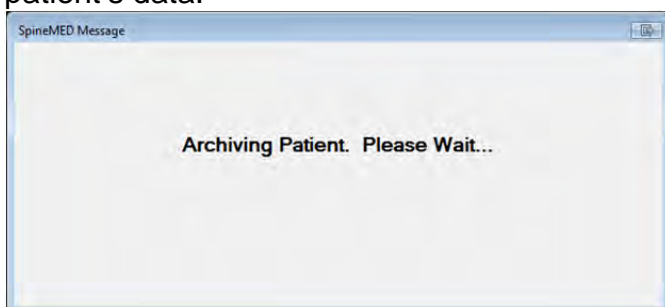 patient's data.
SpineMED Message
Archiving Patient. Please Wait...